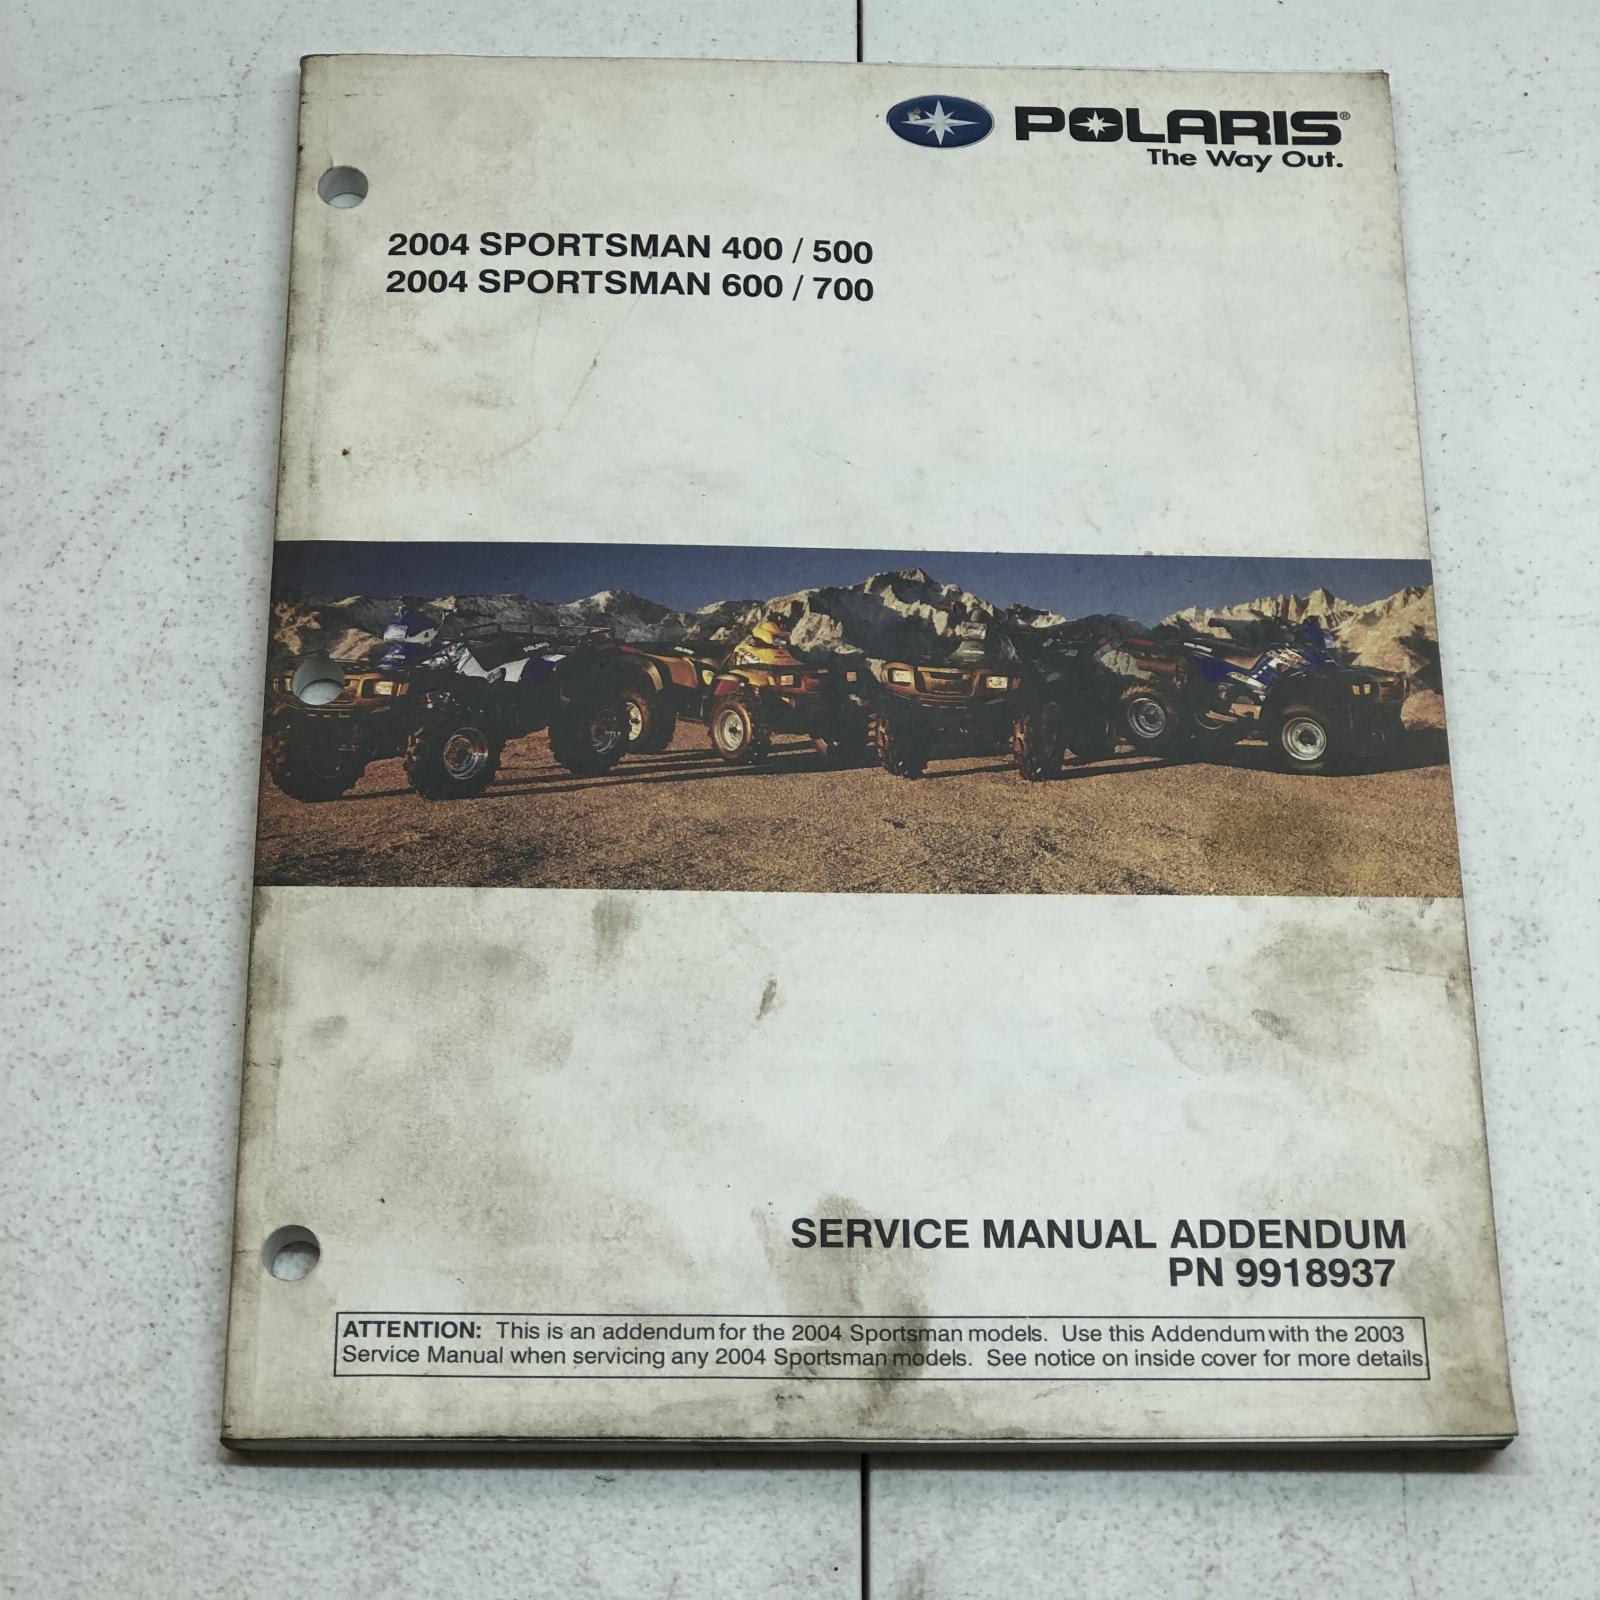 POLARIS®
The Way Out.
2004 SPORTSMAN 400 / 500
2004 SPORTSMAN 600 / 700
SERVICE MANUAL ADDENDUM
PN 9918937
ATTENTION: This is an addendum for the 2004 Sportsman models. Use this Addendum with the 2003
Service Manual when servicing any 2004 Sportsman models. See notice on inside cover for more details.